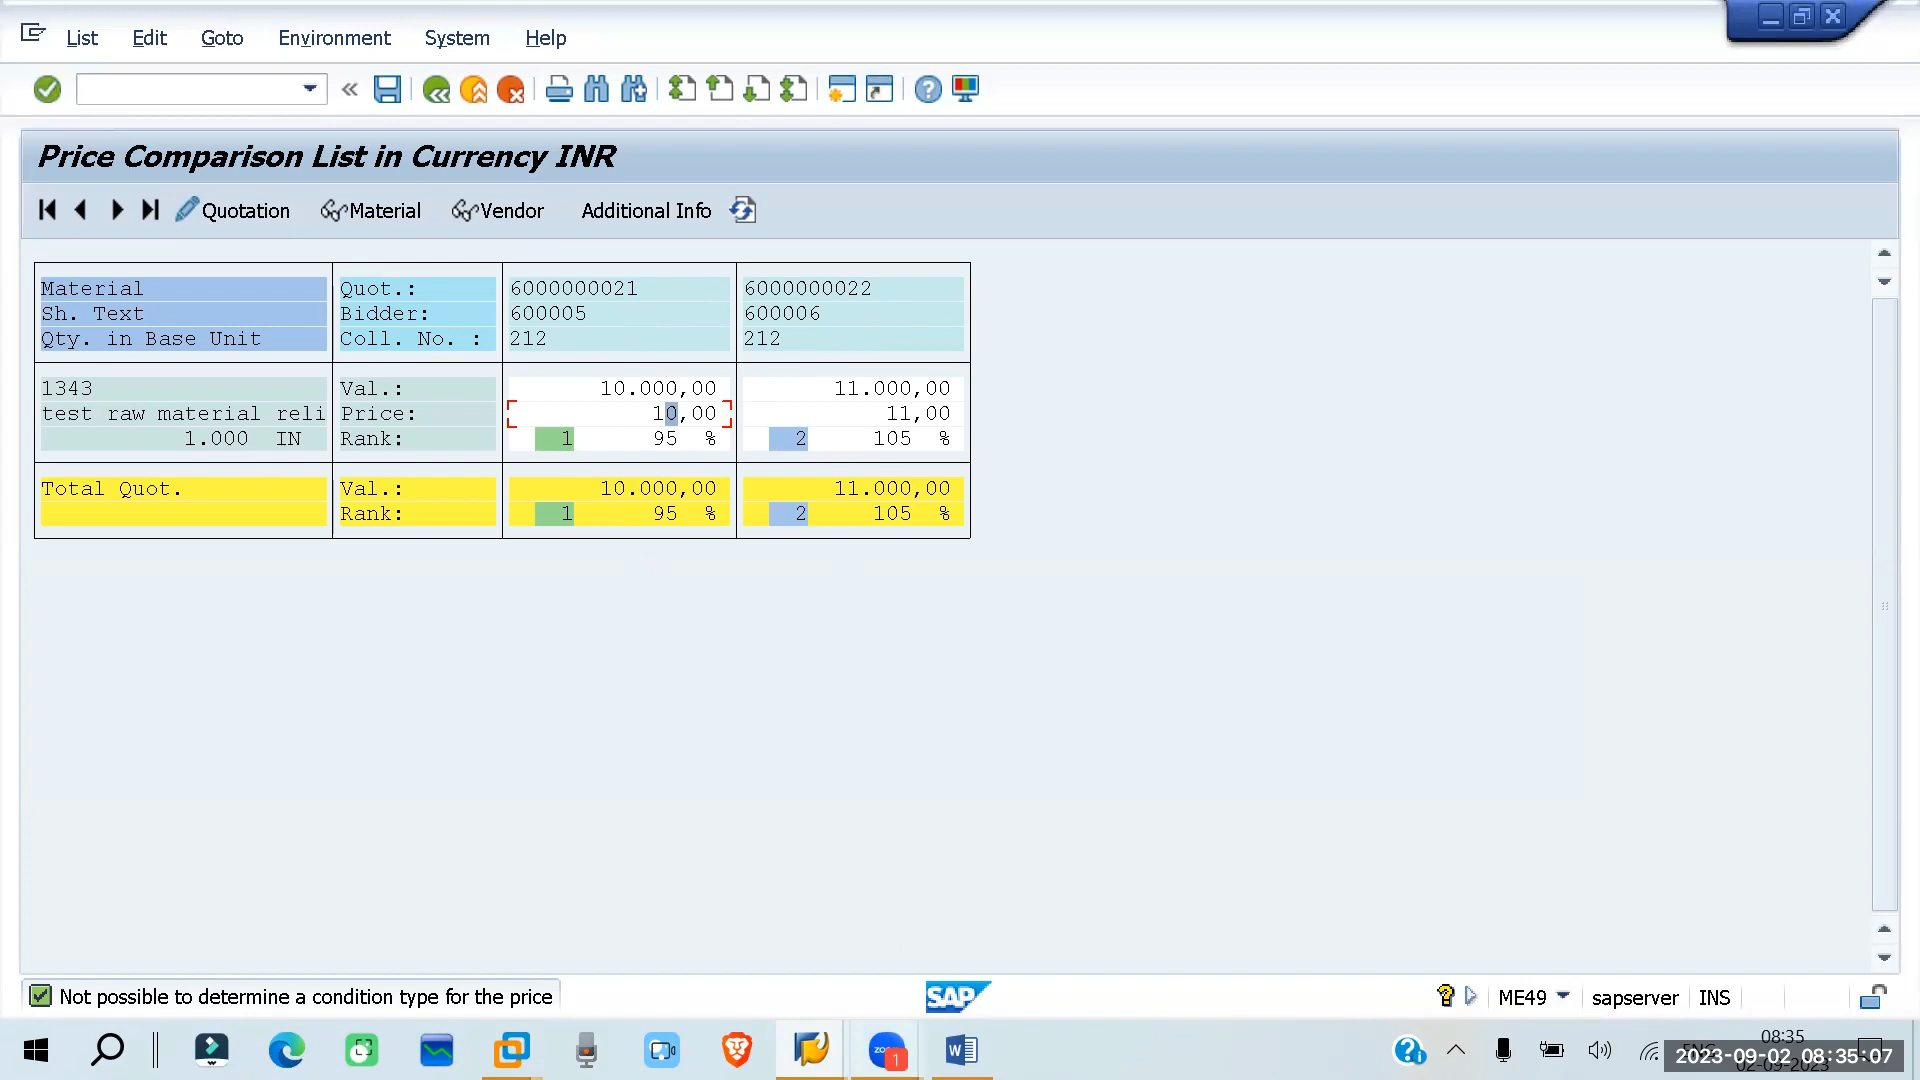 List Edit Goto Environment System Help
Price Comparison List in Currency INR
Quotation Material Vendor Additional Info
Material Quot.: 6000000021 6000000022
Sh. Text Bidder: 600005 600006
Qty. in Base Unit Coll. No. : 212 212
1343 Val.: 10.000,00 11.000,00
test raw material reli Price: 10,00 11,00
1.000 IN Rank: 1 95 % 2 105 %
Total Quot. Val.: 10.000,00 11.000,00
Rank: 1 95 % 2 105 %
Not possible to determine a condition type for the price SAP ME49 sapserver INS
08:35
zoom 1 W
2023-09-02 08:35:07